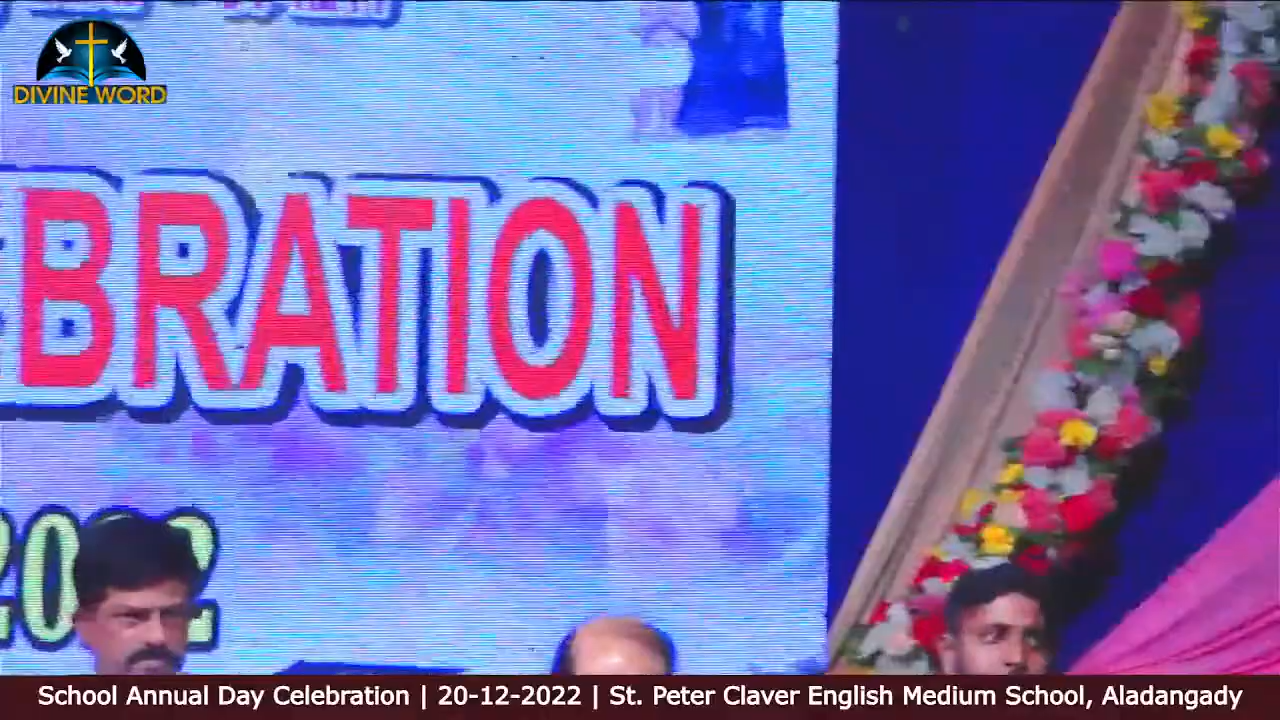 DIVINE WORD
BRATION
School Annual Day Celebration | 20-12-2022 | St. Peter Claver English Medium School, Aladangady